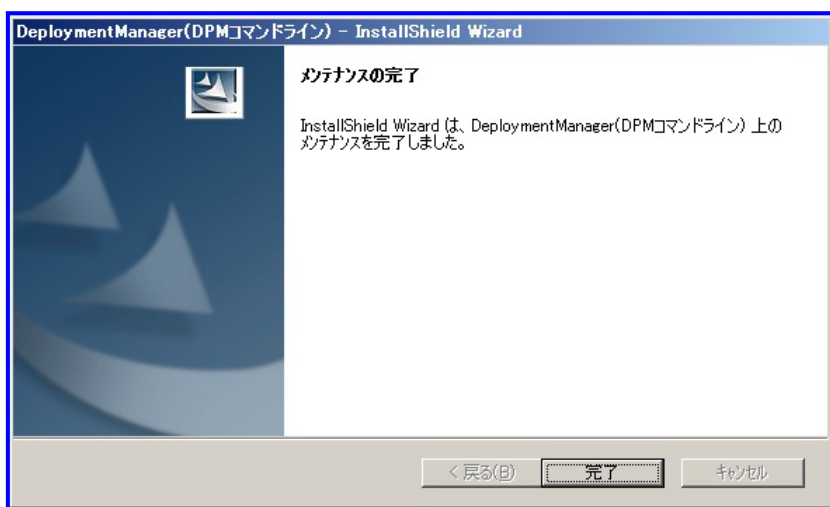 DeploymentManager(DPMコマンドライン) - InstallShield Wizard
メンテナンスの完了
InstallShield Wizard は、DeploymentManager(DPMコマンドライン) 上の
メンテナンスを完了しました。
< 戻る(B)
完了
キャンセル